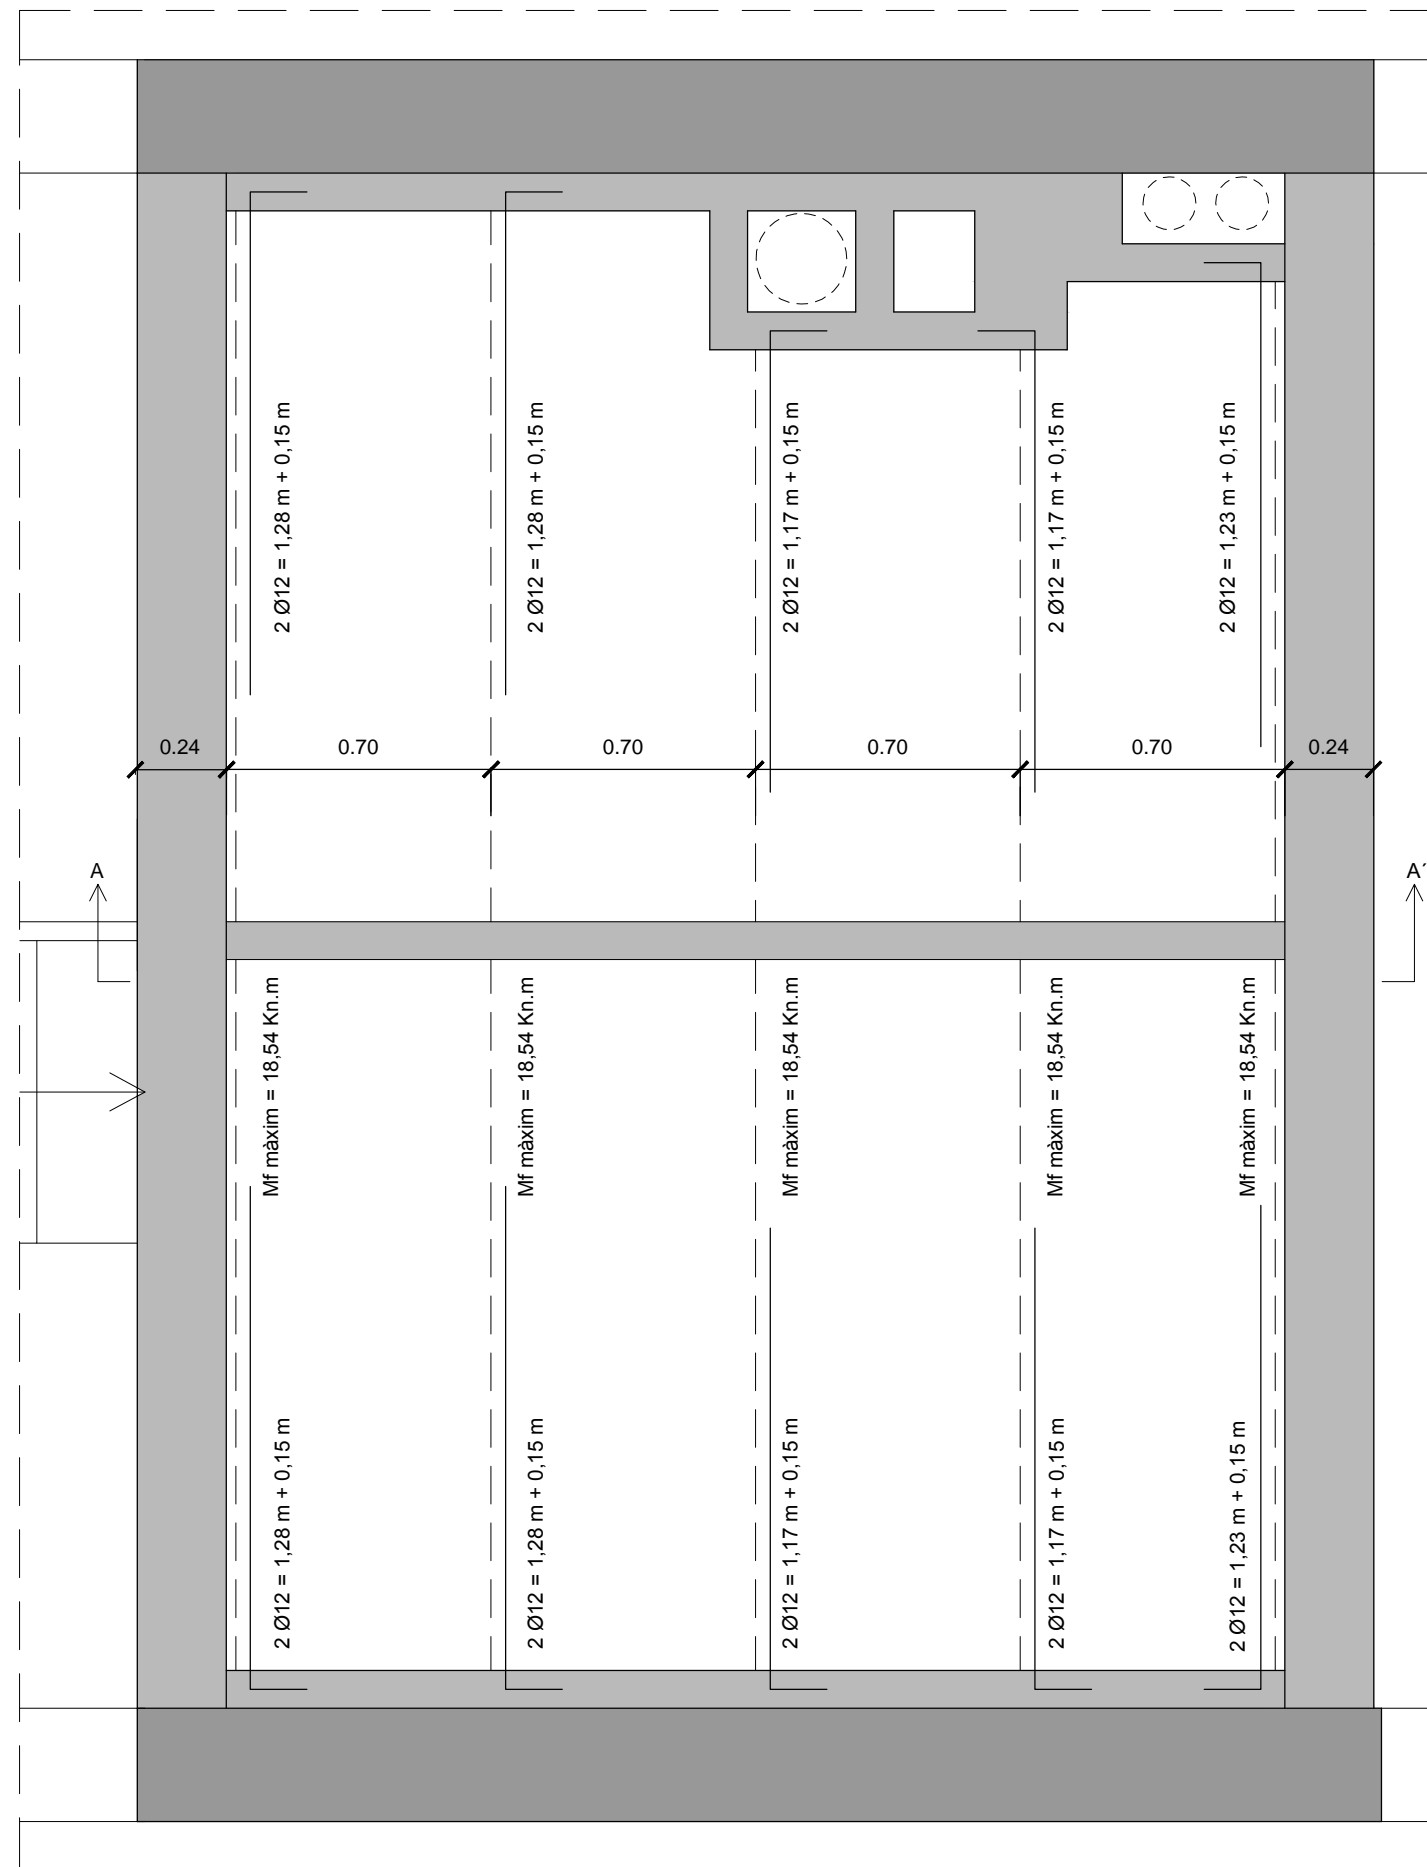 2 Ø12 = 1,28 m + 0,15 m
2 Ø12 = 1,28 m + 0,15 m
2 Ø12 = 1,17 m + 0,15 m
2 Ø12 = 1,17 m + 0,15 m
2 Ø12 = 1,23 m + 0,15 m
0.24
0.70
0.70
0.70
0.70
0.24
A
A´
Mf màxim = 18,54 Kn.m
Mf màxim = 18,54 Kn.m
Mf màxim = 18,54 Kn.m
Mf màxim = 18,54 Kn.m
Mf màxim = 18,54 Kn.m
2 Ø12 = 1,28 m + 0,15 m
2 Ø12 = 1,28 m + 0,15 m
2 Ø12 = 1,17 m + 0,15 m
2 Ø12 = 1,17 m + 0,15 m
2 Ø12 = 1,23 m + 0,15 m